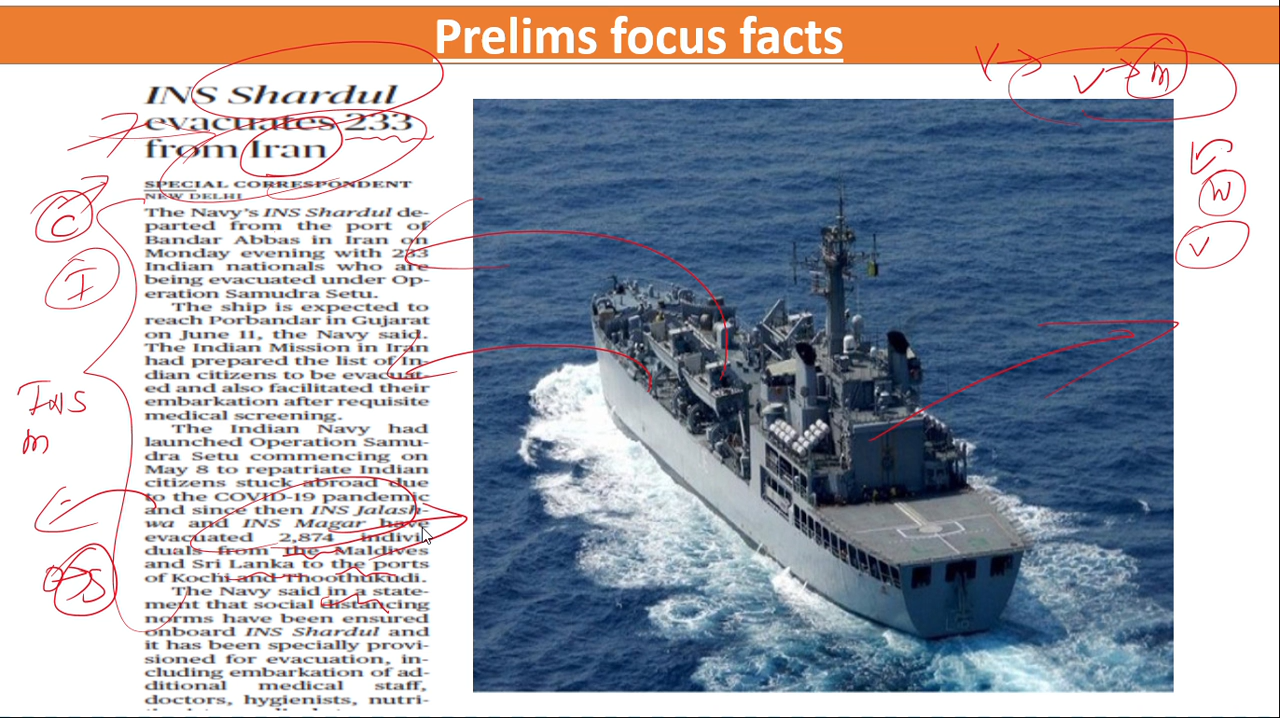 Prelims focus facts
INS Shardul
evacuates 233
from Iran
SPECIAL CORRESPONDENT
NEW DELHI
The Navy's INS Shardul de-
parted from the port of
Bandar Abbas in Iran on
Monday evening with 233
Indian nationals who are
being evacuated under Op-
eration Samudra Setu.
The ship is expected to
reach Porbandar in Gujarat
on June 11, the Navy said.
The Indian Mission in Iran
had prepared the list of In-
dian citizens to be evacuat-
ed and also facilitated their
embarkation after requisite
medical screening.
The Indian Navy had
launched Operation Samu-
dra Setu commencing on
May 8 to repatriate Indian
citizens stuck abroad due
to the COVID-19 pandemic
and since then INS Jalash-
wa and INS Magar have
evacuated 2,874 indivi-
duals from the Maldives
and Sri Lanka to the ports
of Kochi and Thoothukudi.
The Navy said in a state-
ment that social distancing
norms have been ensured
onboard INS Shardul and
it has been specially provi-
sioned for evacuation, in-
cluding embarkation of ad-
ditional medical staff,
doctors, hygienists, nutri-
C
I
INS
m
S
V
V
m
W
V